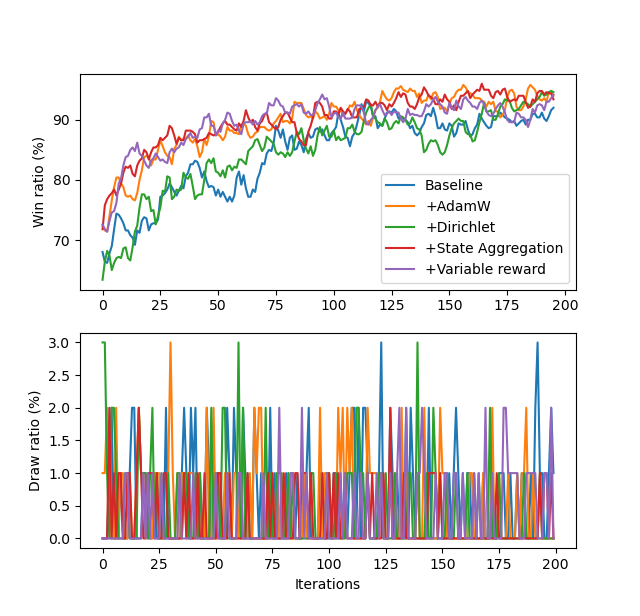 90
80
70
Win ratio (%)
Baseline
+AdamW
+Dirichlet
+State Aggregation
+Variable reward
0 25 50 75 100 125 150 175 200
3.0
2.5
2.0
1.5
1.0
0.5
0.0
Draw ratio (%)
0 25 50 75 100 125 150 175 200
Iterations